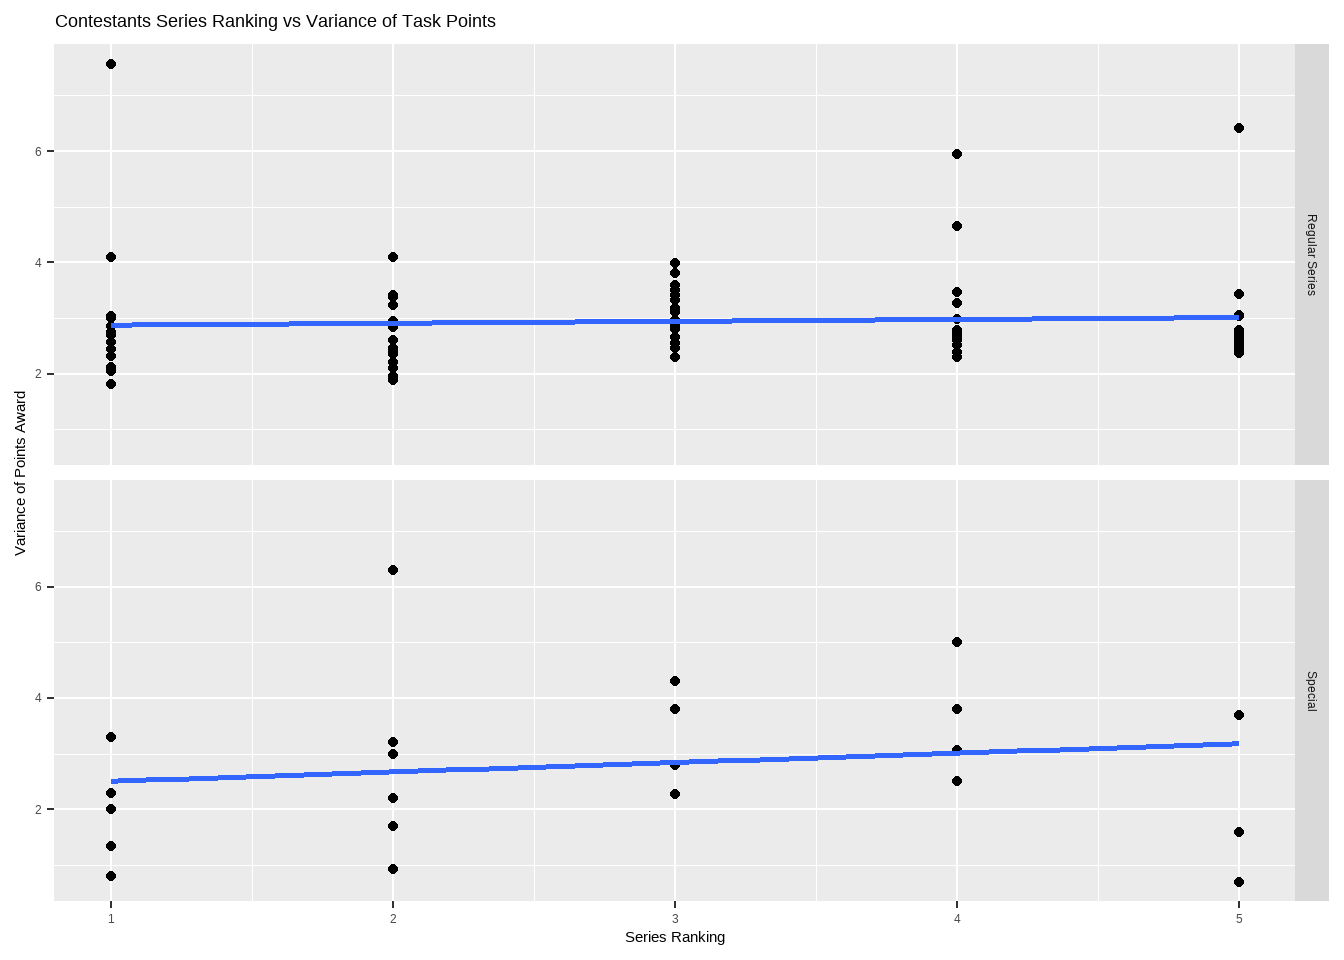 Contestants Series Ranking vs Variance of Task Points
6
4
2
Regular Series
Variance of Points Award
6
4
2
Special
1 2 3 4 5
Series Ranking